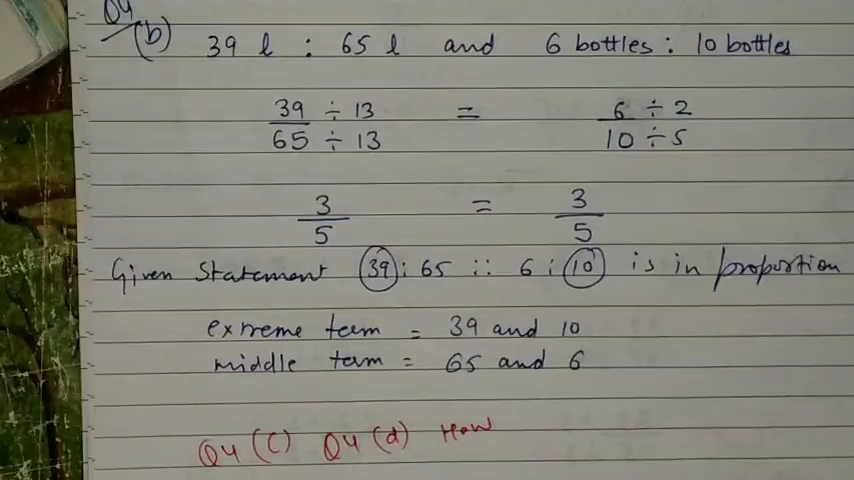 Q4
(b) 39 l : 65 l and 6 bottles : 10 bottles
39 ÷ 13 = 6 ÷ 2
65 ÷ 13 10 ÷ 5
3 = 3
5 5
Given Statement 39 : 65 :: 6 : 10 is in proportion
extreme term = 39 and 10
middle term = 65 and 6
Q4 (C) Q4 (d) How